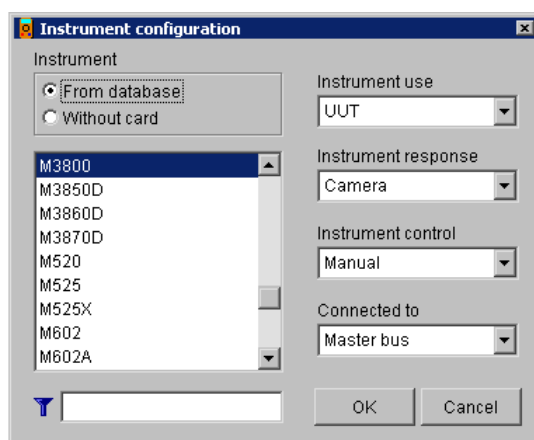 Instrument configuration
Instrument
From database
Without card
M3800
M3850D
M3860D
M3870D
M520
M525
M525X
M602
M602A
Instrument use
UUT
Instrument response
Camera
Instrument control
Manual
Connected to
Master bus
OK
Cancel